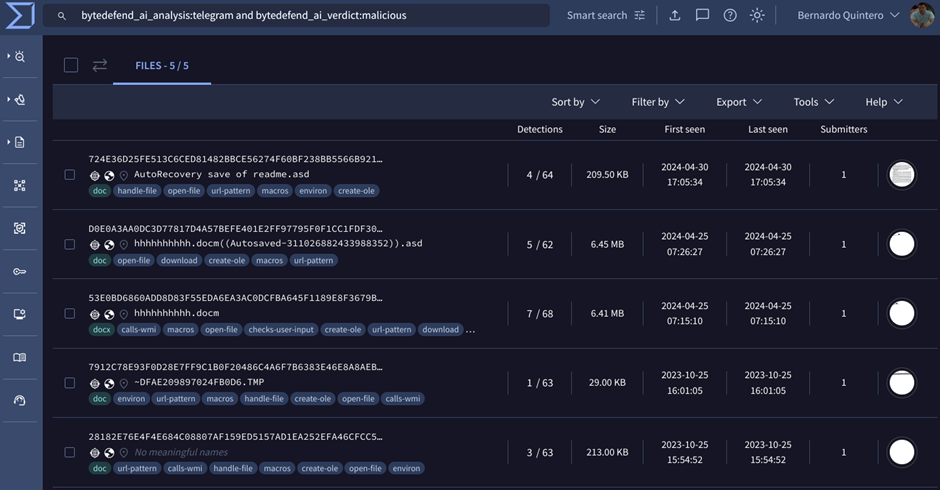 bytedefend_ai_analysis:telegram and bytedefend_ai_verdict:malicious
Smart search
Bernardo Quintero
FILES - 5 / 5
Sort by Filter by Export Tools Help
Detections Size First seen Last seen Submitters
724E36D25FE513C6CED81482BBCE56274F60BF238BB5566B921…
AutoRecovery save of readme.asd
doc handle-file open-file url-pattern macros environ create-ole
4 / 64 209.50 KB 2024-04-30 17:05:34 2024-04-30 17:05:34 1
D0E0A3AA0DC3D77817D4A57BEFE401E2FF97795F0F1CC1FDF30…
hhhhhhhhhh.docm((Autosaved-311026882433988352)).asd
doc open-file download create-ole macros url-pattern
5 / 62 6.45 MB 2024-04-25 07:26:27 2024-04-25 07:26:27 1
53E0BD6860ADD8D83F55EDA6EA3AC0DCFBA645F1189E8F3679B…
hhhhhhhhhh.docm
docx calls-wmi macros open-file checks-user-input create-ole url-pattern download …
7 / 68 6.41 MB 2024-04-25 07:15:10 2024-04-25 07:15:10 1
7912C78E93F0D28E7FF9C1B0F20486C4A6F7B6383E46E8A8AEB…
~DFAE209897024FB0D6.TMP
doc environ url-pattern macros handle-file create-ole open-file calls-wmi
1 / 63 29.00 KB 2023-10-25 16:01:05 2023-10-25 16:01:05 1
28182E76E4F4E684C08807AF159ED5157AD1EA252EFA46CFCC5…
No meaningful names
doc url-pattern calls-wmi handle-file macros create-ole open-file environ
3 / 63 213.00 KB 2023-10-25 15:54:52 2023-10-25 15:54:52 1